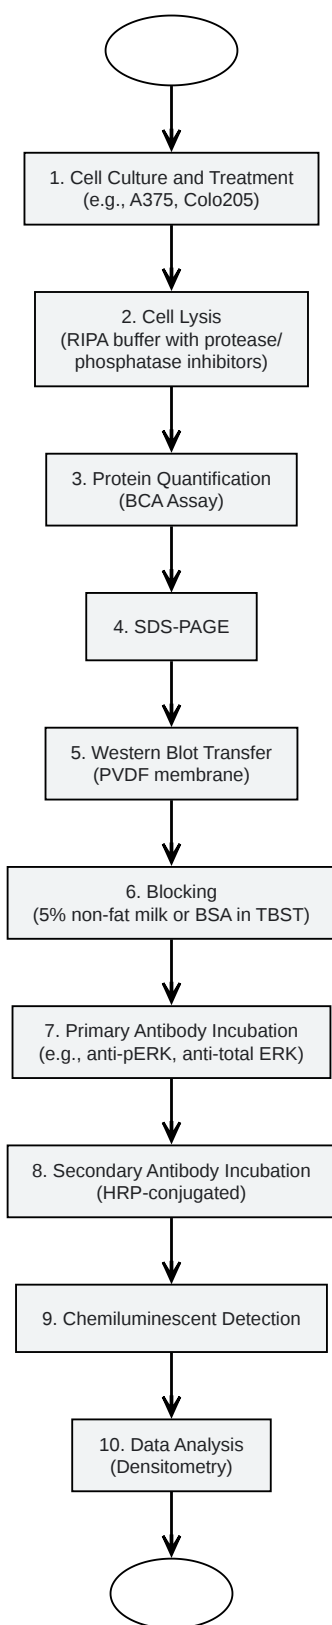 1. Cell Culture and Treatment
(e.g., A375, Colo205)
2. Cell Lysis
(RIPA buffer with protease/
phosphatase inhibitors)
3. Protein Quantification
(BCA Assay)
4. SDS-PAGE
5. Western Blot Transfer
(PVDF membrane)
6. Blocking
(5% non-fat milk or BSA in TBST)
7. Primary Antibody Incubation
(e.g., anti-pERK, anti-total ERK)
8. Secondary Antibody Incubation
(HRP-conjugated)
9. Chemiluminescent Detection
10. Data Analysis
(Densitometry)